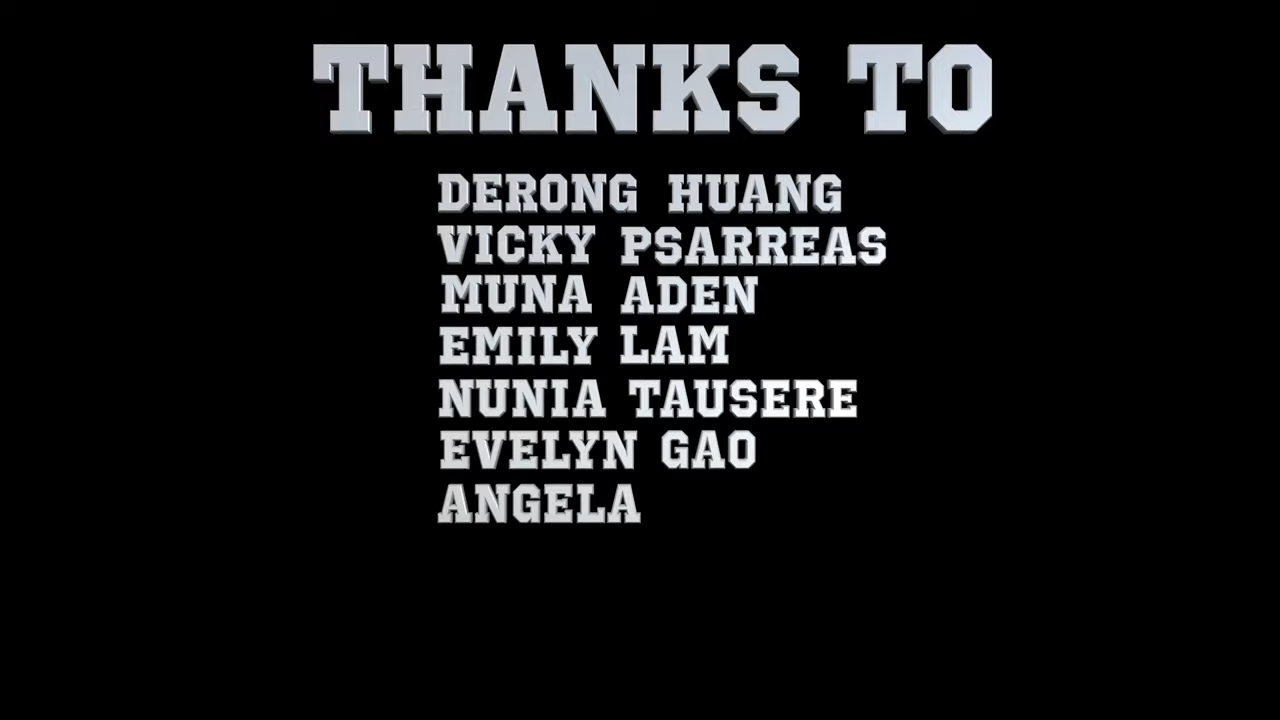 THANKS TO
DERONG HUANG
VICKY PSARREAS
MUNA ADEN
EMILY LAM
NUNIA TAUSERE
EVELYN GAO
ANGELA